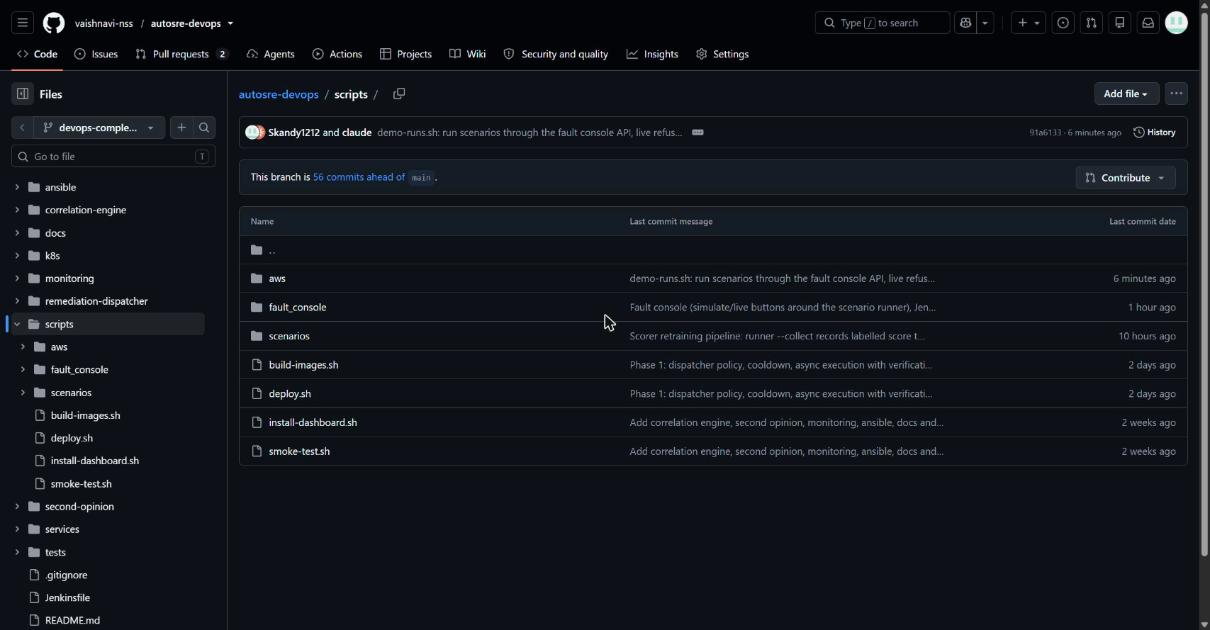 vaishnavi-nss / autosre-devops
Type / to search
Code
Issues
Pull requests 2
Agents
Actions
Projects
Wiki
Security and quality
Insights
Settings
Files
autosre-devops / scripts /
Add file
devops-comple...
Skandy1212 and claude demo-runs.sh: run scenarios through the fault console API, live refus...
91a6133 · 6 minutes ago
History
Go to file
T
This branch is 56 commits ahead of main .
Contribute
ansible
correlation-engine
docs
k8s
monitoring
remediation-dispatcher
scripts
aws
fault_console
scenarios
build-images.sh
deploy.sh
install-dashboard.sh
smoke-test.sh
second-opinion
services
tests
.gitignore
Jenkinsfile
README.md
Name Last commit message Last commit date
..
aws demo-runs.sh: run scenarios through the fault console API, live refus... 6 minutes ago
fault_console Fault console (simulate/live buttons around the scenario runner), Jen... 1 hour ago
scenarios Scorer retraining pipeline: runner --collect records labelled score t... 10 hours ago
build-images.sh Phase 1: dispatcher policy, cooldown, async execution with verificati... 2 days ago
deploy.sh Phase 1: dispatcher policy, cooldown, async execution with verificati... 2 days ago
install-dashboard.sh Add correlation engine, second opinion, monitoring, ansible, docs and... 2 weeks ago
smoke-test.sh Add correlation engine, second opinion, monitoring, ansible, docs and... 2 weeks ago